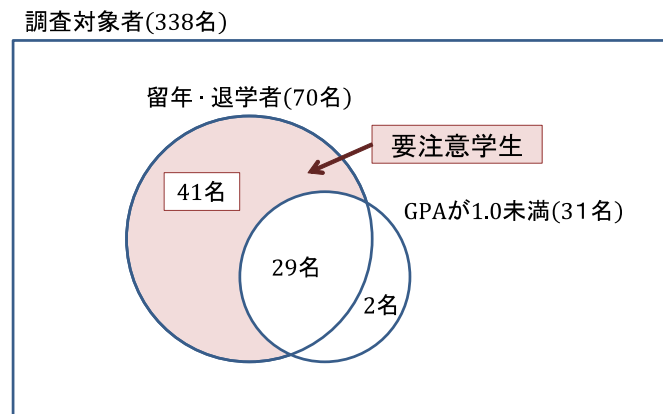 調査対象者(338名)
留年・退学者(70名)
要注意学生
41名
GPAが1.0未満(31名)
29名
2名